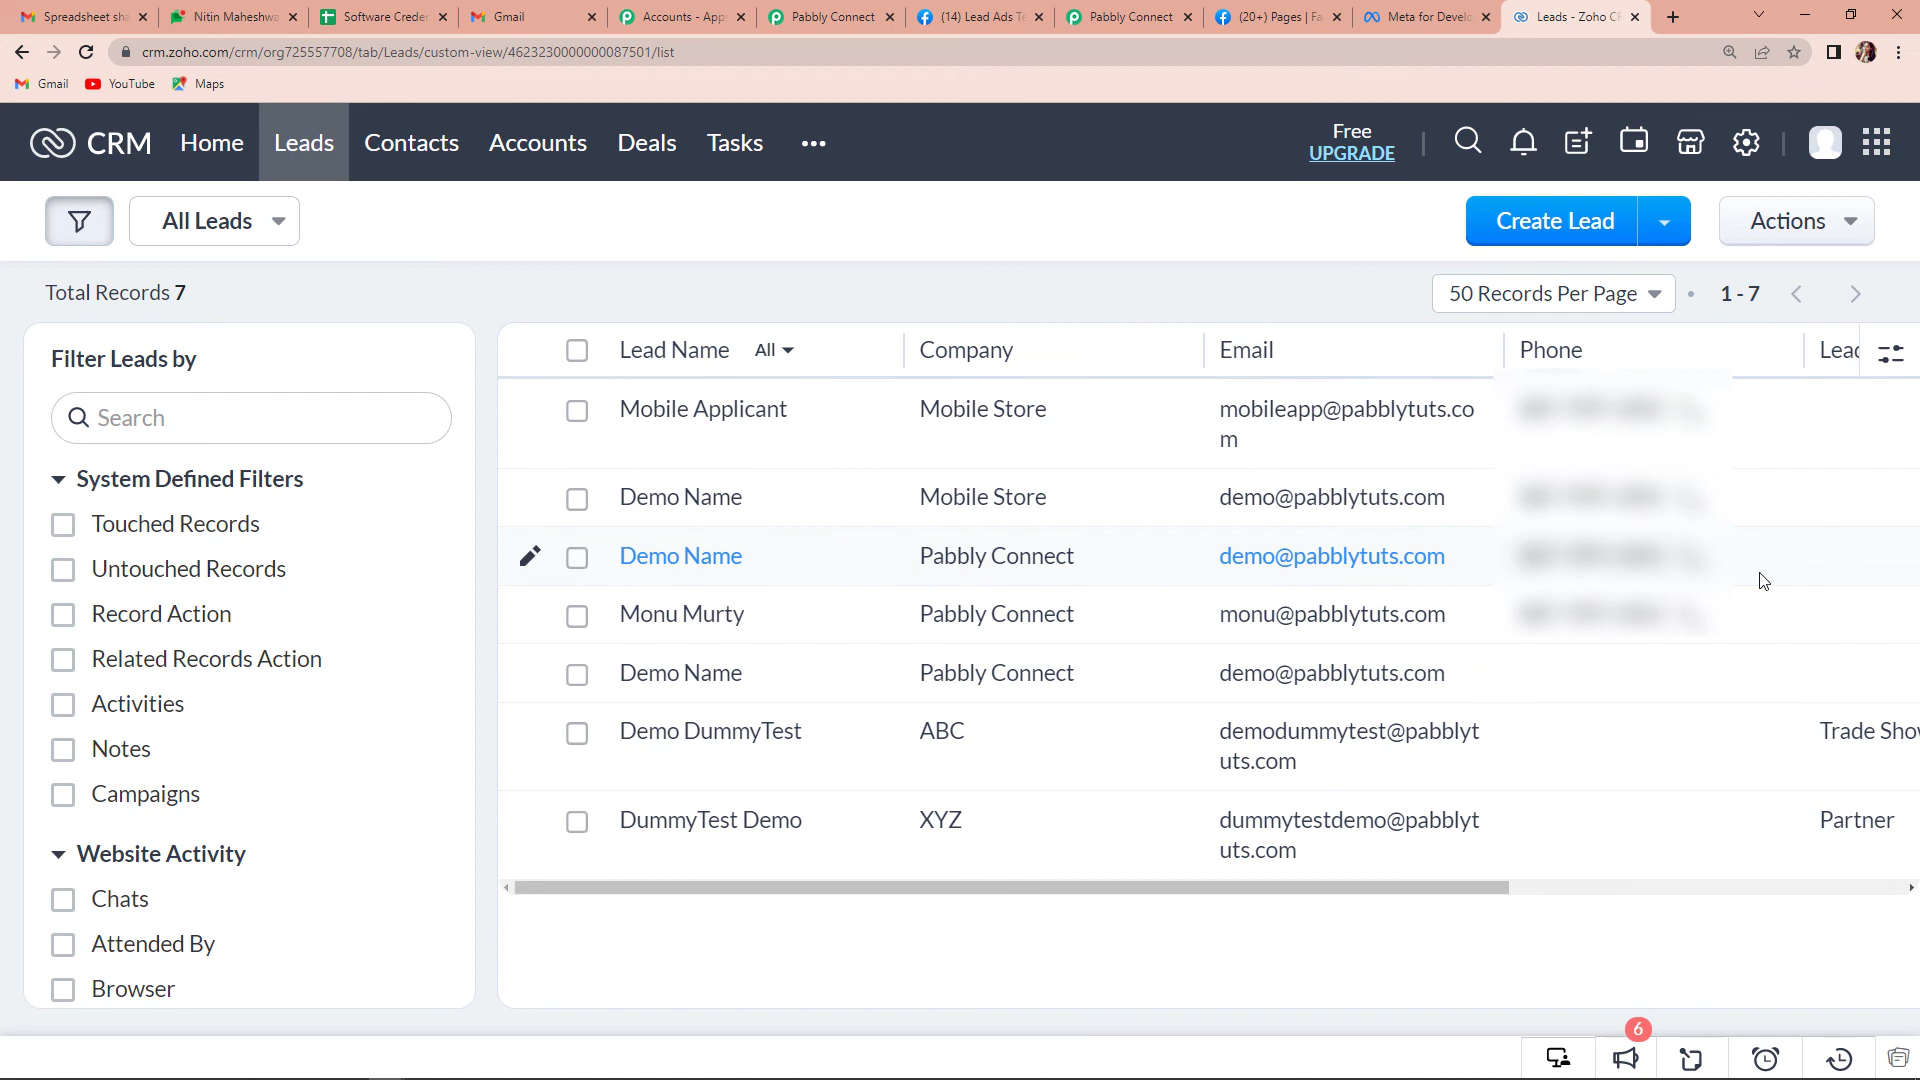 Spreadsheet sha
Nitin Maheshwa
Software Creden
Gmail
Accounts - App
Pabbly Connect
(14) Lead Ads Te
Pabbly Connect
(20+) Pages | Fa
Meta for Develo
Leads - Zoho CR
crm.zoho.com/crm/org725557708/tab/Leads/custom-view/4623230000000087501/list
Gmail YouTube Maps
CRM Home Leads Contacts Accounts Deals Tasks ••• Free
UPGRADE
All Leads Create Lead Actions
Total Records 7 50 Records Per Page • 1 - 7
Filter Leads by
Search
System Defined Filters
Touched Records
Untouched Records
Record Action
Related Records Action
Activities
Notes
Campaigns
Website Activity
Chats
Attended By
Browser
Lead Name All Company Email Phone Lead
Mobile Applicant Mobile Store mobileapp@pabblytuts.co
m
Demo Name Mobile Store demo@pabblytuts.com
Demo Name Pabbly Connect demo@pabblytuts.com
Monu Murty Pabbly Connect monu@pabblytuts.com
Demo Name Pabbly Connect demo@pabblytuts.com
Demo DummyTest ABC demodummytest@pabblyt Trade Sho
uts.com
DummyTest Demo XYZ dummytestdemo@pabblyt Partner
uts.com
6